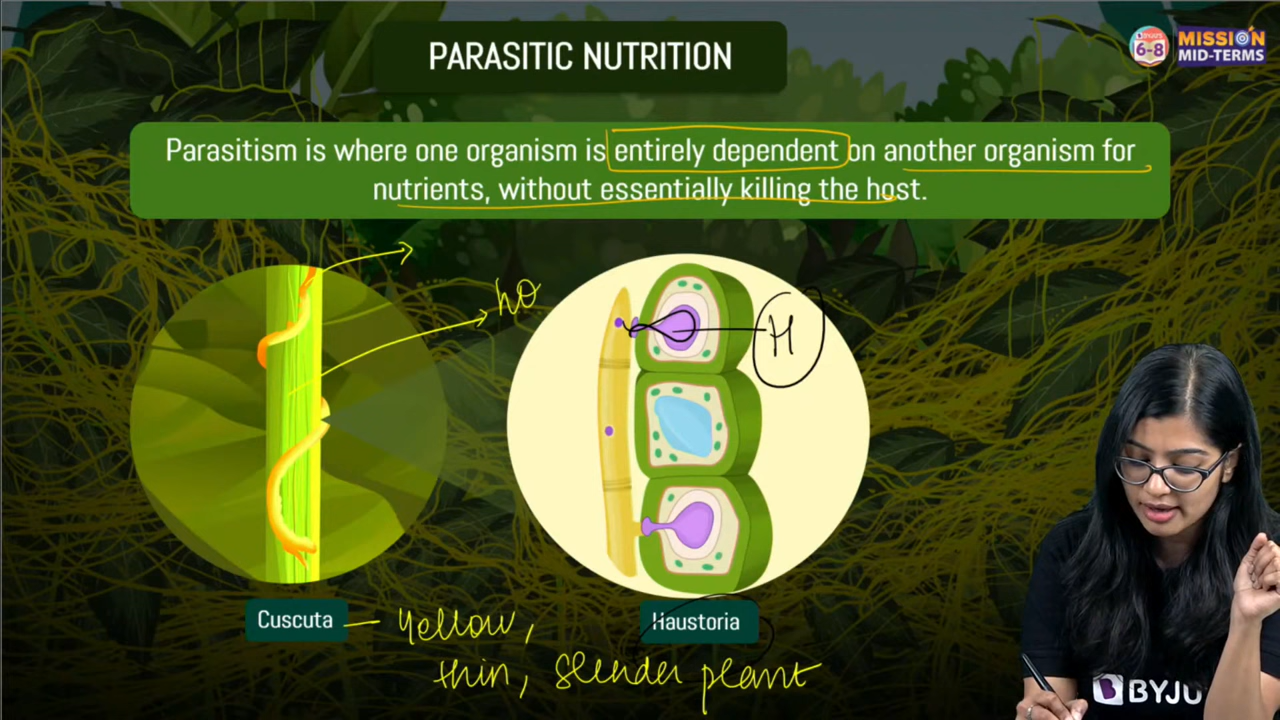 PARASITIC NUTRITION
BYJU'S
6-8
MISSION
MID-TERMS
Parasitism is where one organism is entirely dependent on another organism for
nutrients, without essentially killing the host.
ho
H
Cuscuta
Yellow,
thin, slender plant
Haustoria
BYJU